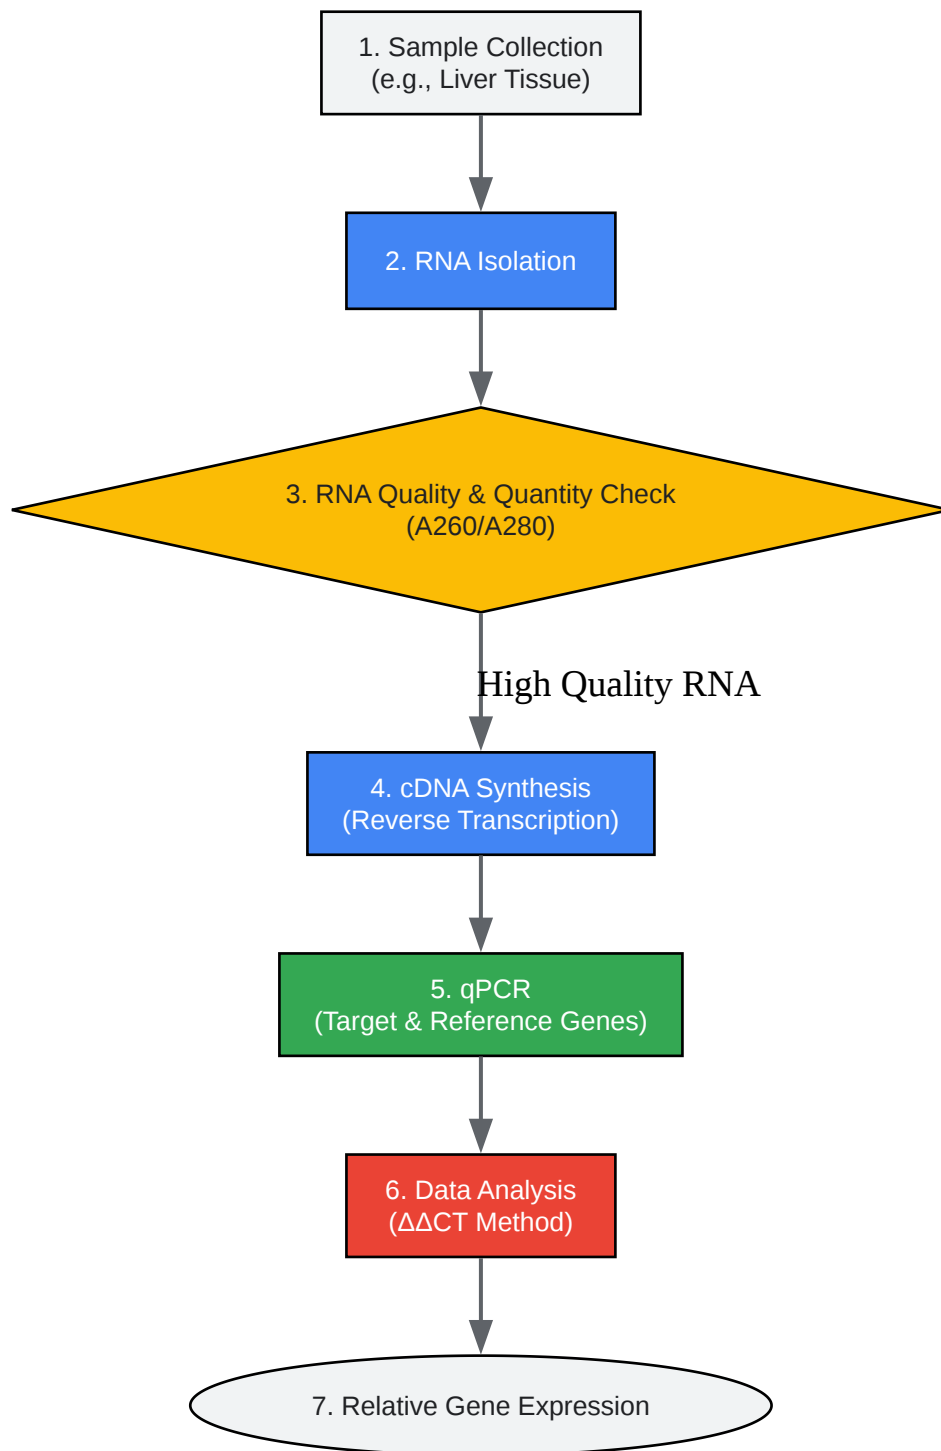 1. Sample Collection
(e.g., Liver Tissue)
2. RNA Isolation
3. RNA Quality & Quantity Check
(A260/A280)
High Quality RNA
4. cDNA Synthesis
(Reverse Transcription)
5. qPCR
(Target & Reference Genes)
6. Data Analysis
(ΔΔCT Method)
7. Relative Gene Expression